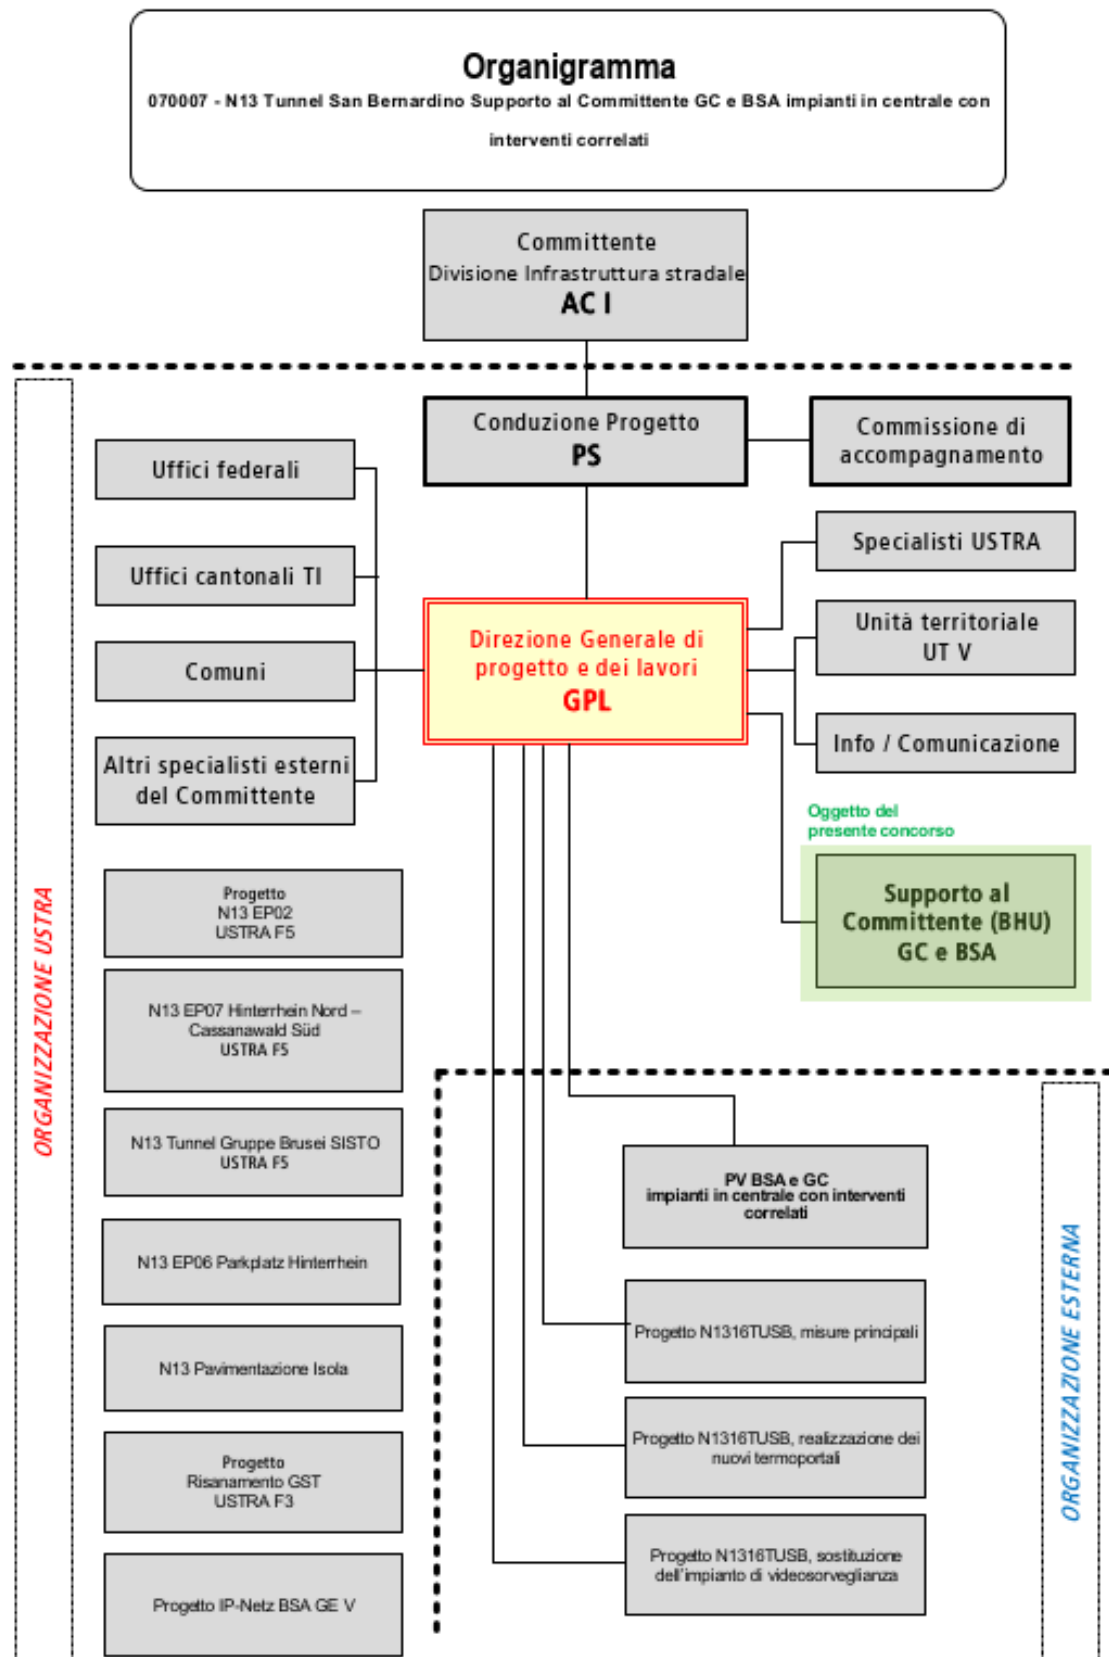 Organigramma
070007 - N13 Tunnel San Bernardino Supporto al Committente GC e BSA impianti in centrale con
interventi correlati
Committente
Divisione Infrastruttura stradale
AC I
Conduzione Progetto
PS
Commissione di
accompagnamento
Uffici federali
Uffici cantonali TI
Comuni
Altri specialisti esterni
del Committente
Direzione Generale di
progetto e dei lavori
GPL
Specialisti USTRA
Unità territoriale
UT V
Info / Comunicazione
Oggetto del
presente concorso
Supporto al
Committente (BHU)
GC e BSA
ORGANIZZAZIONE USTRA
Progetto
N13 EP02
USTRA F5
N13 EP07 Hinterrhein Nord –
Cassanawald Süd
USTRA F5
N13 Tunnel Gruppe Brusei SISTO
USTRA F5
N13 EP06 Parkplatz Hinterrhein
N13 Pavimentazione Isola
Progetto
Risanamento GST
USTRA F3
Progetto IP-Netz BSA GE V
PV BSA e GC
impianti in centrale con interventi
correlati
Progetto N1316TUSB, misure principali
Progetto N1316TUSB, realizzazione dei
nuovi termoportali
Progetto N1316TUSB, sostituzione
dell'impianto di videosorveglianza
ORGANIZZAZIONE ESTERNA